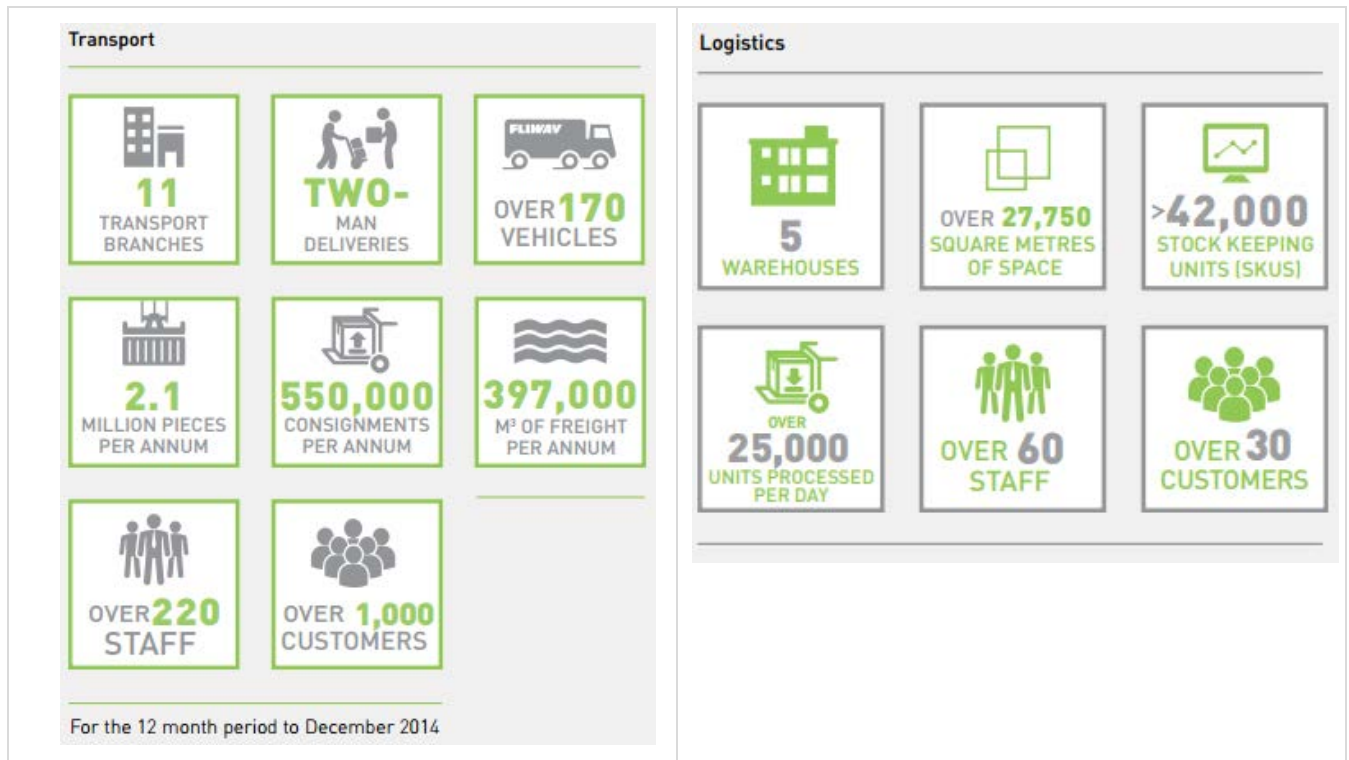 Transport
11
TRANSPORT
BRANCHES
TWO-
MAN
DELIVERIES
FLIWAY
OVER 170
VEHICLES
2.1
MILLION PIECES
PER ANNUM
550,000
CONSIGNMENTS
PER ANNUM
397,000
M³ OF FREIGHT
PER ANNUM
OVER 220
STAFF
OVER 1,000
CUSTOMERS
For the 12 month period to December 2014
Logistics
5
WAREHOUSES
OVER 27,750
SQUARE METRES
OF SPACE
>42,000
STOCK KEEPING
UNITS (SKUS)
OVER
25,000
UNITS PROCESSED
PER DAY
OVER 60
STAFF
OVER 30
CUSTOMERS